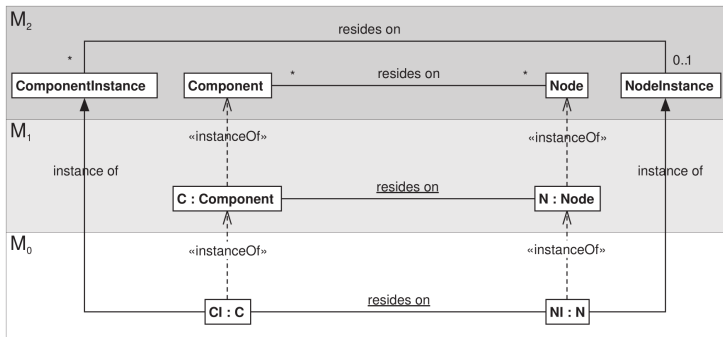 M2
resides on
*
0..1
ComponentInstance
Component
*
resides on
*
Node
NodeInstance
M1
«instanceOf»
«instanceOf»
instance of
instance of
C : Component
resides on
N : Node
M0
«instanceOf»
«instanceOf»
CI : C
resides on
NI : N